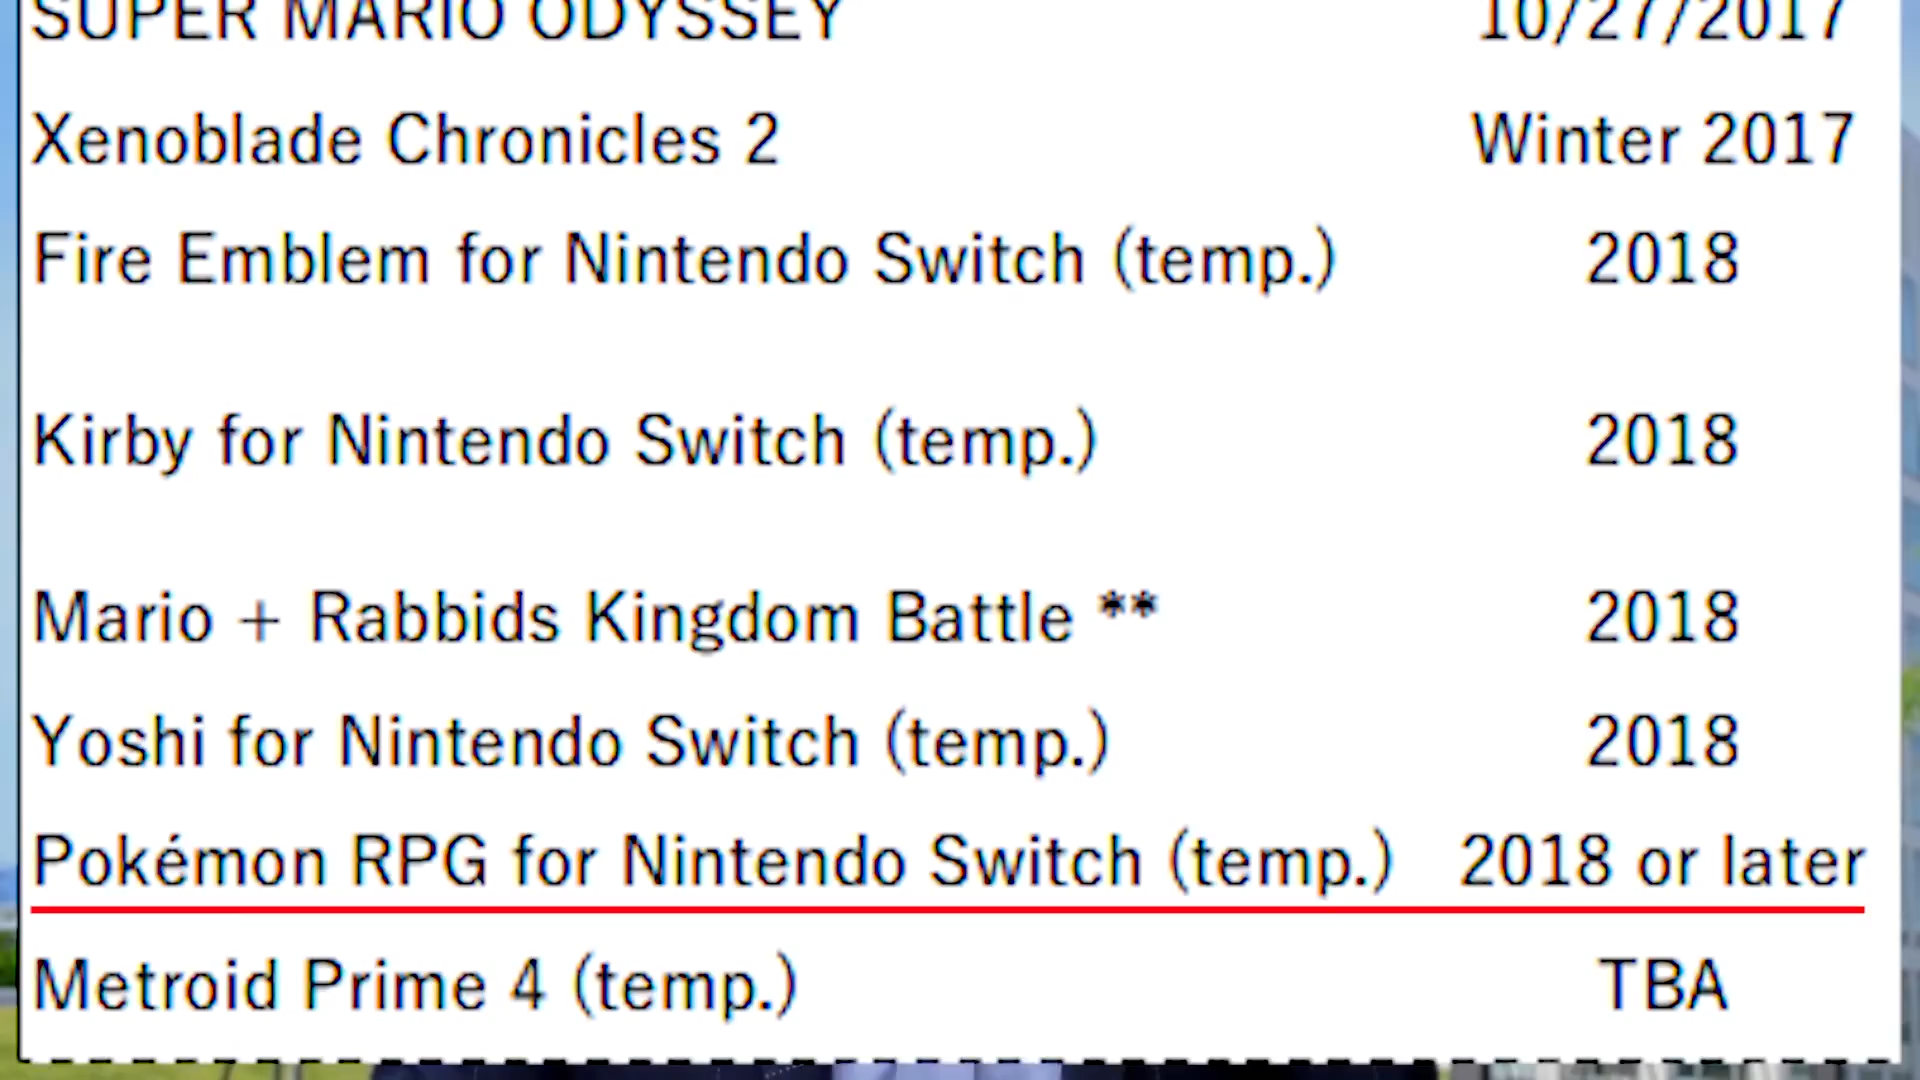 SUPER MARIO ODYSSEY 10/27/2017
Xenoblade Chronicles 2 Winter 2017
Fire Emblem for Nintendo Switch (temp.) 2018
Kirby for Nintendo Switch (temp.) 2018
Mario + Rabbids Kingdom Battle ** 2018
Yoshi for Nintendo Switch (temp.) 2018
Pokémon RPG for Nintendo Switch (temp.) 2018 or later
Metroid Prime 4 (temp.) TBA